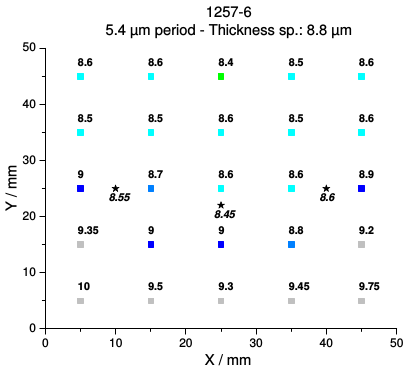 1257-6
5.4 µm period - Thickness sp.: 8.8 µm
50
8.6 8.6 8.4 8.5 8.6
40
8.5 8.5 8.6 8.5 8.6
30
9 8.7 8.6 8.6 8.9
8.55 8.45 8.6
20
9.35 9 9 8.8 9.2
10
10 9.5 9.3 9.45 9.75
0
0 10 20 30 40 50
X / mm
Y / mm